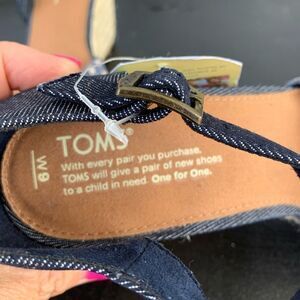 TOMS®
W9
With every pair you purchase,
TOMS will give a pair of new shoes
to a child in need. One for One.